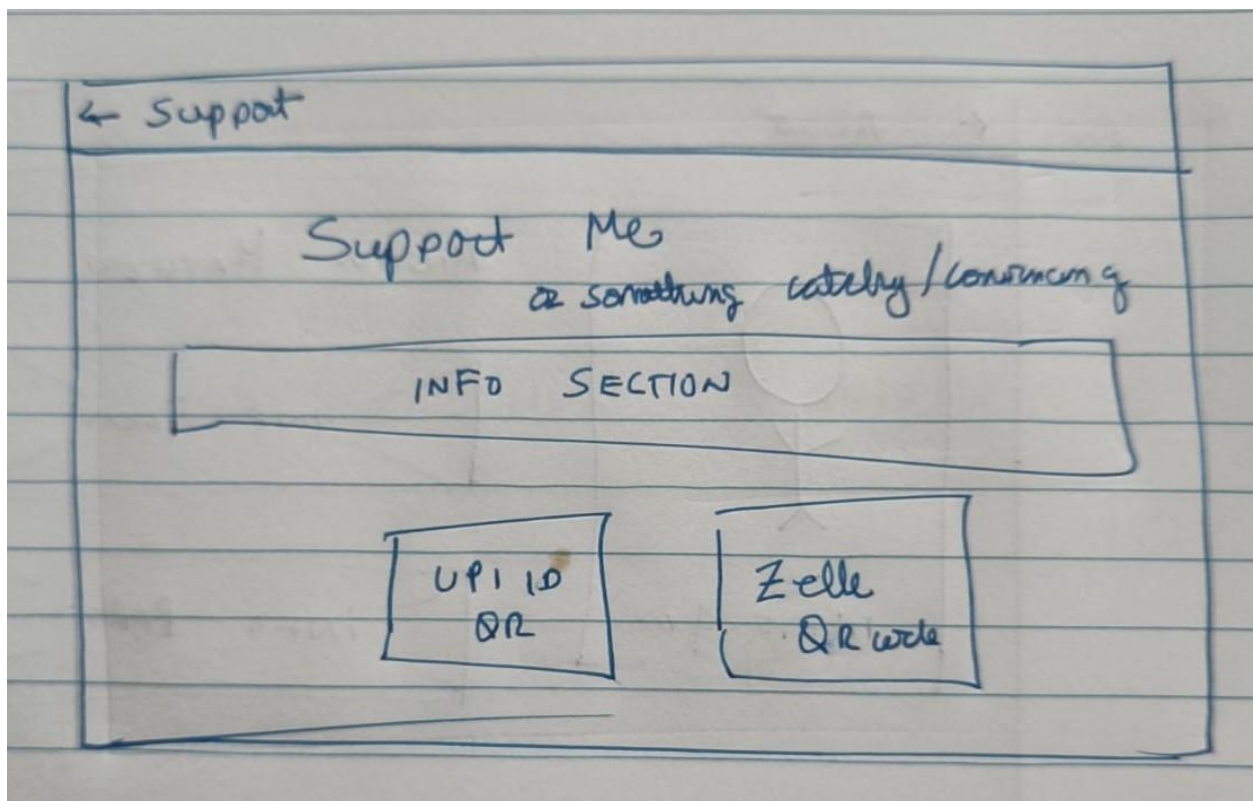 ← Support
Support Me
or something catchy/convincing
INFO SECTION
UPI ID
QR
Zelle
QR code